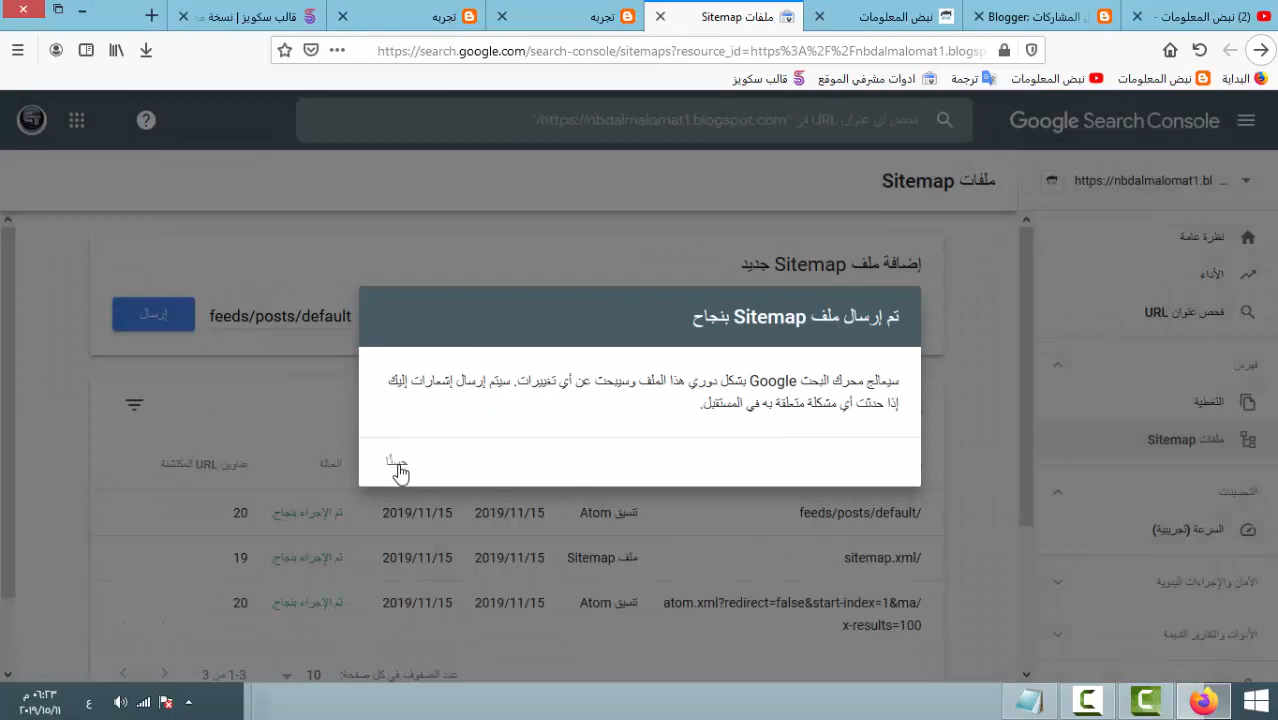 (2) نبض المعلومات -
Blogger: المشاركات
نبض المعلومات
ملفات Sitemap
تجربه
تجربه
قالب سكويز | نسخة مد
https://search.google.com/search-console/sitemaps?resource_id=https%3A%2F%2Fnbdalmalomat1.blogsp
البداية
نبض المعلومات
نبض المعلومات
ترجمة
ادوات مشرفي الموقع
قالب سكويز
Google Search Console
فحص أي عنوان URL في "https://nbdalmalomat1.blogspot.com/"
https://nbdalmalomat1.bl ...
ملفات Sitemap
نظرة عامة
الأداء
فحص عنوان URL
فهرس
التغطية
ملفات Sitemap
التحسينات
السرعة (تجريبية)
الأمان والإجراءات اليدوية
الأدوات والتقارير القديمة
إضافة ملف Sitemap جديد
feeds/posts/default
إرسال
تم إرسال ملف Sitemap بنجاح
سيعالج محرك البحث Google بشكل دوري هذا الملف وسيبحث عن أي تغييرات. سيتم إرسال إشعارات إليك
إذا حدثت أي مشكلة متعلقة به في المستقبل.
حسنًا
الحالة
عناوين URL المكتشفة
/feeds/posts/default تنسيق Atom 2019/11/15 2019/11/15 تم الإجراء بنجاح 20
/sitemap.xml ملف Sitemap 2019/11/15 2019/11/15 تم الإجراء بنجاح 19
/atom.xml?redirect=false&start-index=1&ma تنسيق Atom 2019/11/15 2019/11/15 تم الإجراء بنجاح 20
x-results=100
عدد الصفوف في كل صفحة: 10 1-3 من 3
ع
٠٦:٢٣ م
٢٠١٩/١٥/١١